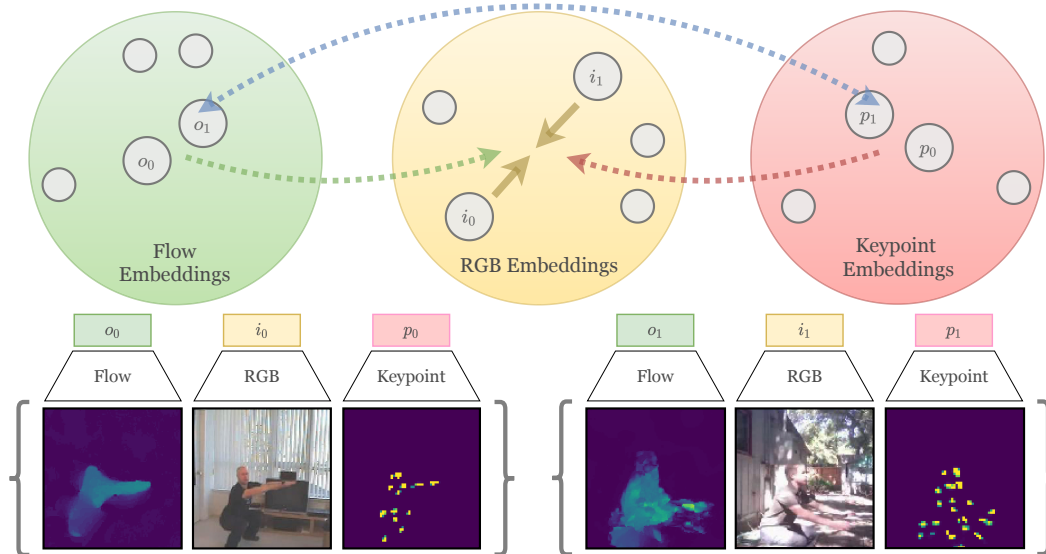 i₁
o₁
p₁
o₀
p₀
i₀
Flow
Embeddings
RGB Embeddings
Keypoint
Embeddings
o₀ i₀ p₀ o₁ i₁ p₁
Flow RGB Keypoint Flow RGB Keypoint